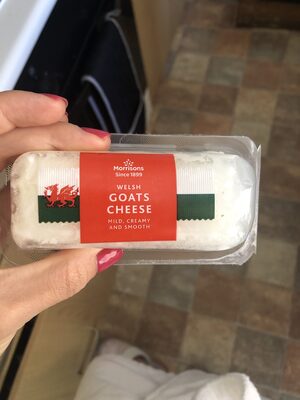 Morrisons
Since 1899
WELSH
GOATS
CHEESE
MILD, CREAMY
AND SMOOTH